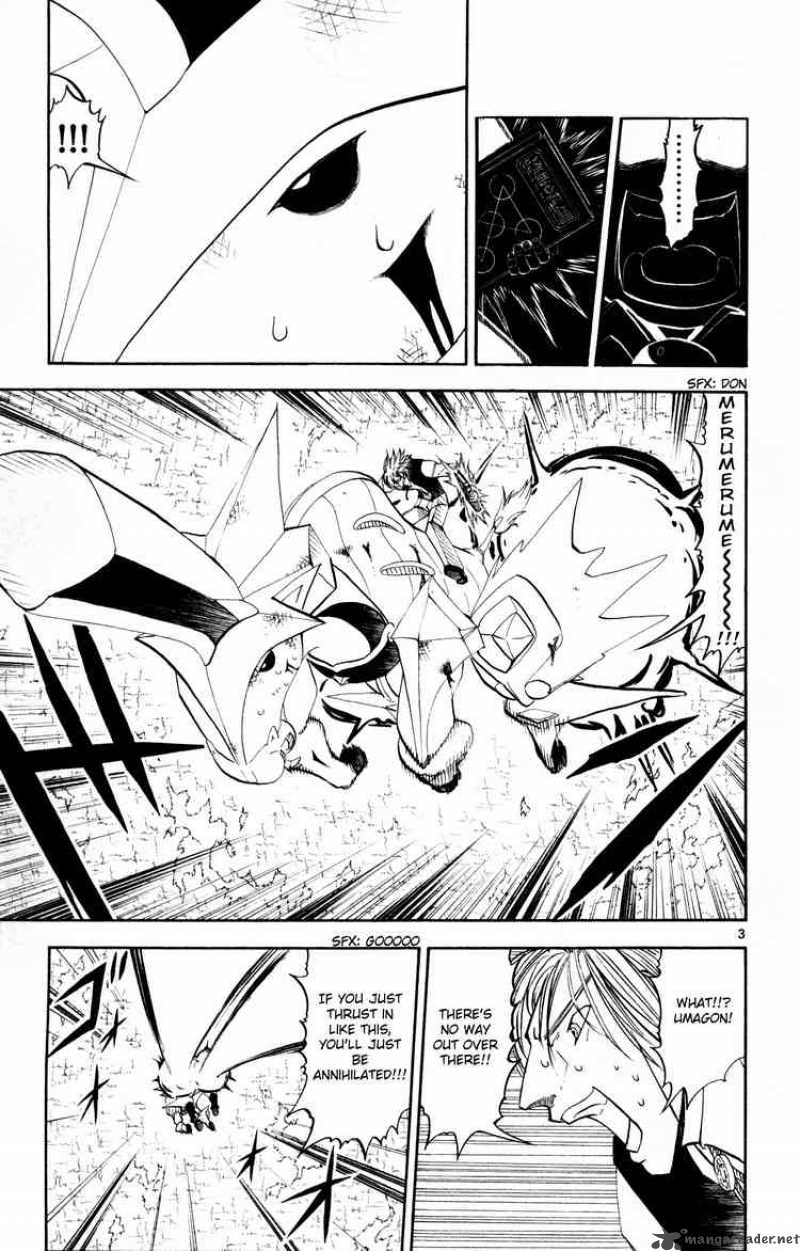 .........
!!!
SFX: DON
MERUMERUME~~!!!
3
WHAT!!?
UMAGON!
THERE'S
NO WAY
OUT OVER
THERE!!
SFX: GOOOOO
IF YOU JUST
THRUST IN
LIKE THIS,
YOU'LL JUST
BE
ANNIHILATED!!!
mangareader.net